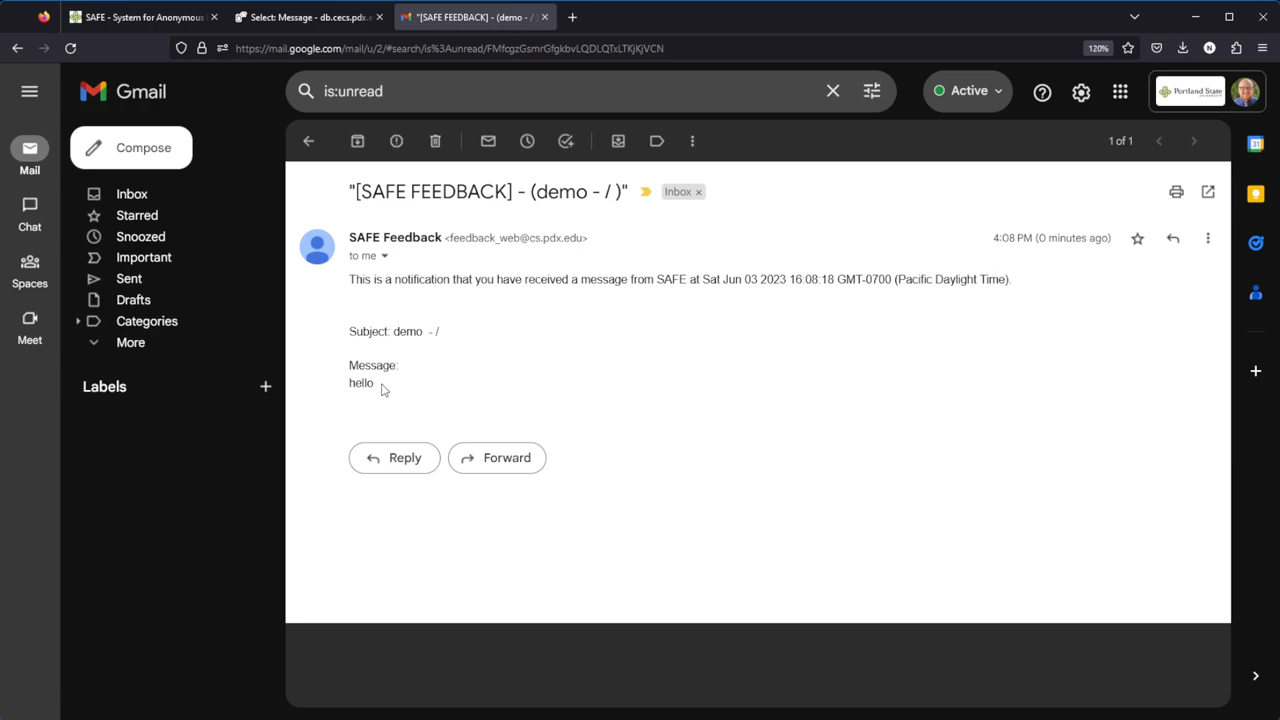 SAFE - System for Anonymous
Select: Message - db.cecs.pdx.e
"[SAFE FEEDBACK] - (demo - / )
https://mail.google.com/mail/u/2/#search/is%3Aunread/FMfcgzGsmrGfgkbvLQDLQTxLTKjKjVCN
120%
N
Gmail
is:unread
Active
Portland State
UNIVERSITY
Compose
1 of 1
31
Mail
Chat
Spaces
Meet
Inbox
Starred
Snoozed
Important
Sent
Drafts
Categories
More
Labels
"[SAFE FEEDBACK] - (demo - / )"
Inbox ×
SAFE Feedback <feedback_web@cs.pdx.edu>
4:08 PM (0 minutes ago)
to me
This is a notification that you have received a message from SAFE at Sat Jun 03 2023 16:08:18 GMT-0700 (Pacific Daylight Time).
Subject: demo - /
Message:
hello
Reply
Forward